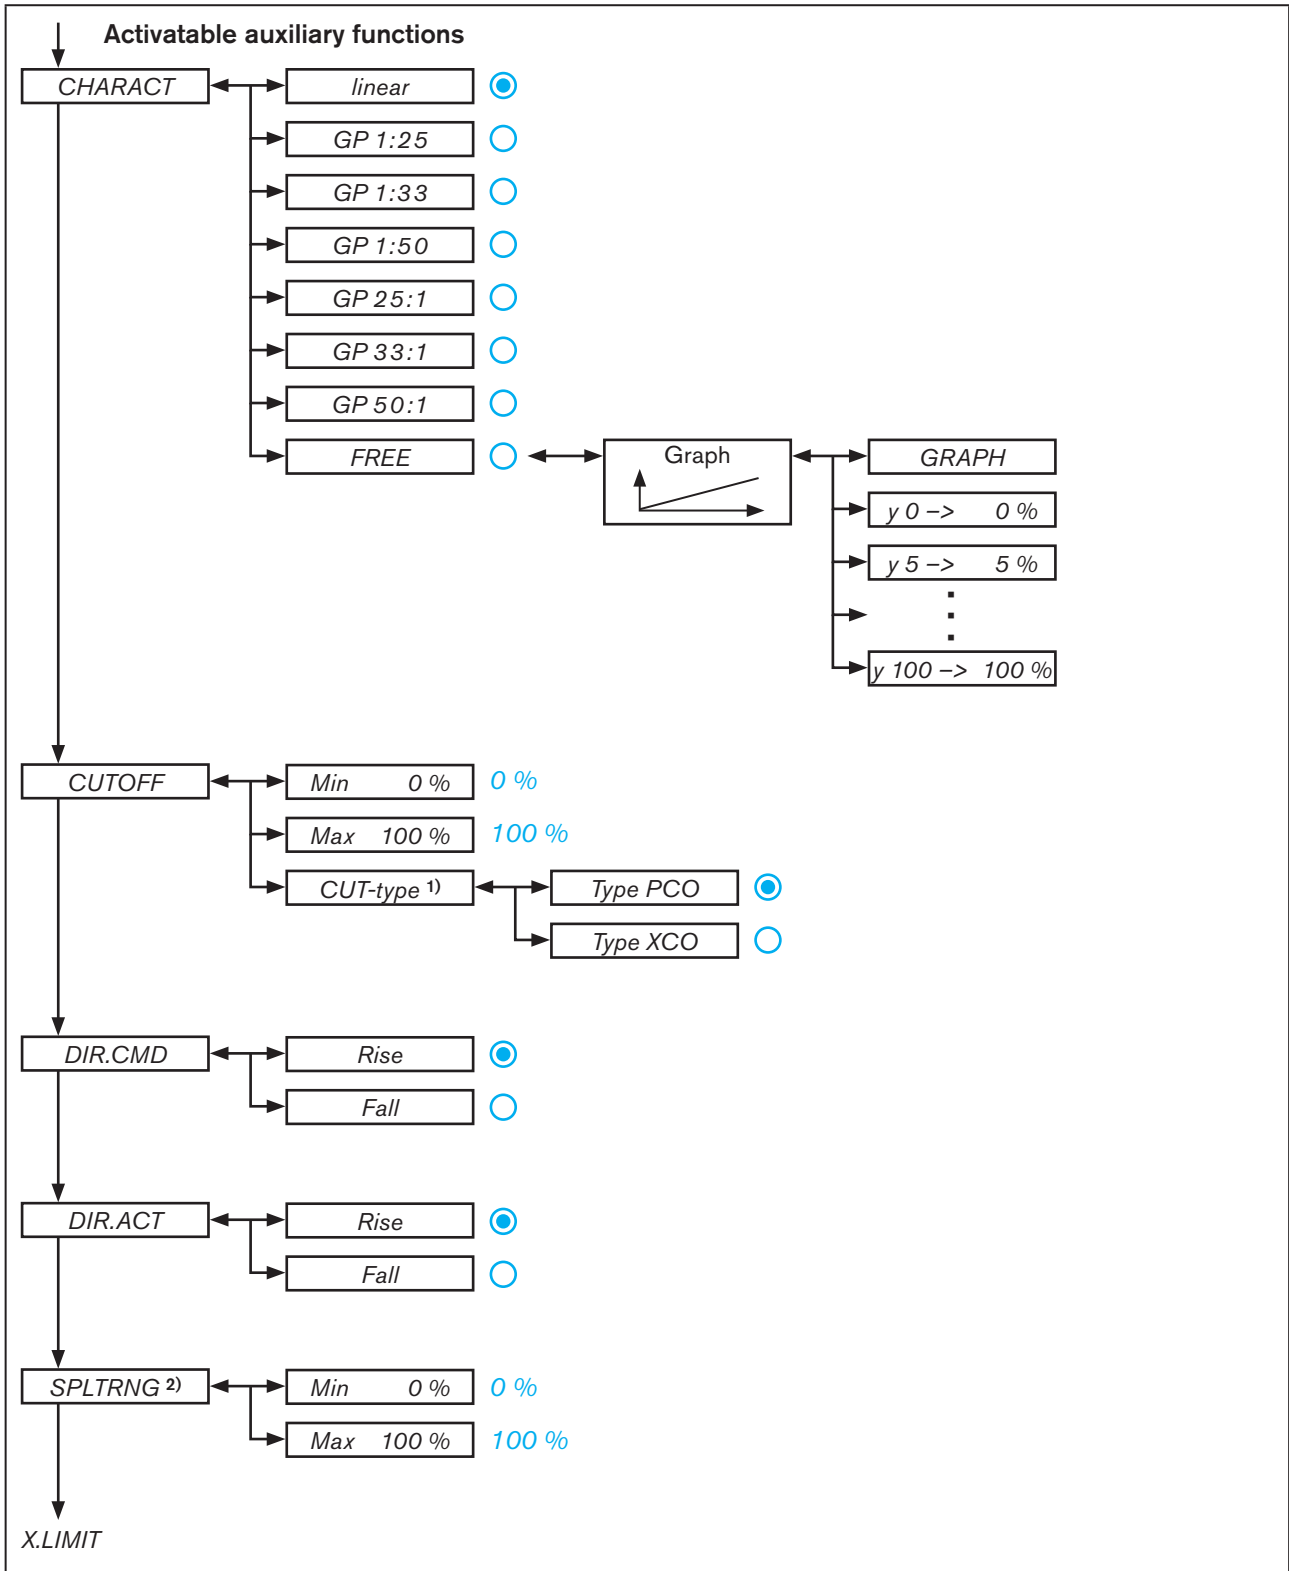 Activatable auxiliary functions
CHARACT
linear
GP 1:25
GP 1:33
GP 1:50
GP 25:1
GP 33:1
GP 50:1
FREE
Graph
GRAPH
y 0 –> 0 %
y 5 –> 5 %
y 100 –> 100 %
CUTOFF
Min 0 % 0 %
Max 100 % 100 %
CUT-type 1)
Type PCO
Type XCO
DIR.CMD
Rise
Fall
DIR.ACT
Rise
Fall
SPLTRNG 2)
Min 0 % 0 %
Max 100 % 100 %
X.LIMIT